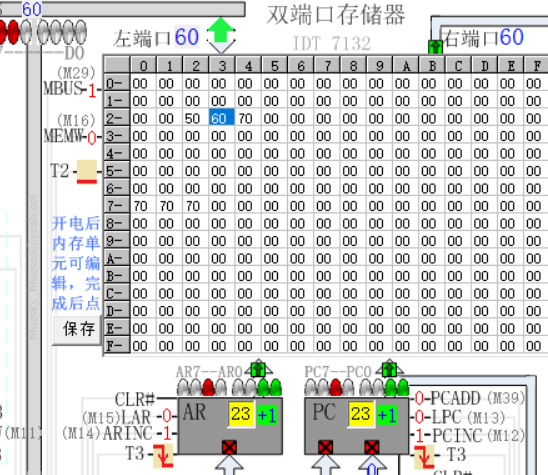 60
双端口存储器
左端口60
IDT 7132
右端口60
D0
(M29)
MBUS-1-
(M16)
MEMW-0-
T2-
0 1 2 3 4 5 6 7 8 9 A B C D E F
0- 00 00 00 00 00 00 00 00 00 00 00 00 00 00 00 00
1- 00 00 00 00 00 00 00 00 00 00 00 00 00 00 00 00
2- 00 00 50 60 70 00 00 00 00 00 00 00 00 00 00 00
3- 00 00 00 00 00 00 00 00 00 00 00 00 00 00 00 00
4- 00 00 00 00 00 00 00 00 00 00 00 00 00 00 00 00
5- 00 00 00 00 00 00 00 00 00 00 00 00 00 00 00 00
6- 00 00 00 00 00 00 00 00 00 00 00 00 00 00 00 00
7- 70 70 70 00 00 00 00 00 00 00 00 00 00 00 00 00
8- 00 00 00 00 00 00 00 00 00 00 00 00 00 00 00 00
9- 00 00 00 00 00 00 00 00 00 00 00 00 00 00 00 00
A- 00 00 00 00 00 00 00 00 00 00 00 00 00 00 00 00
B- 00 00 00 00 00 00 00 00 00 00 00 00 00 00 00 00
C- 00 00 00 00 00 00 00 00 00 00 00 00 00 00 00 00
D- 00 00 00 00 00 00 00 00 00 00 00 00 00 00 00 00
E- 00 00 00 00 00 00 00 00 00 00 00 00 00 00 00 00
F- 00 00 00 00 00 00 00 00 00 00 00 00 00 00 00 00
开电后
内存单
元可编
辑，完
成后点
保存
AR7--AR0
PC7--PC0
CLR#
(M15)LAR -0-
(M14)ARINC-1-
T3-
AR 23 +1
PC 23 +1
-0-PCADD (M39)
-0-LPC (M13)
-1-PCINC (M12)
-T3
CLR#
(M11)
0